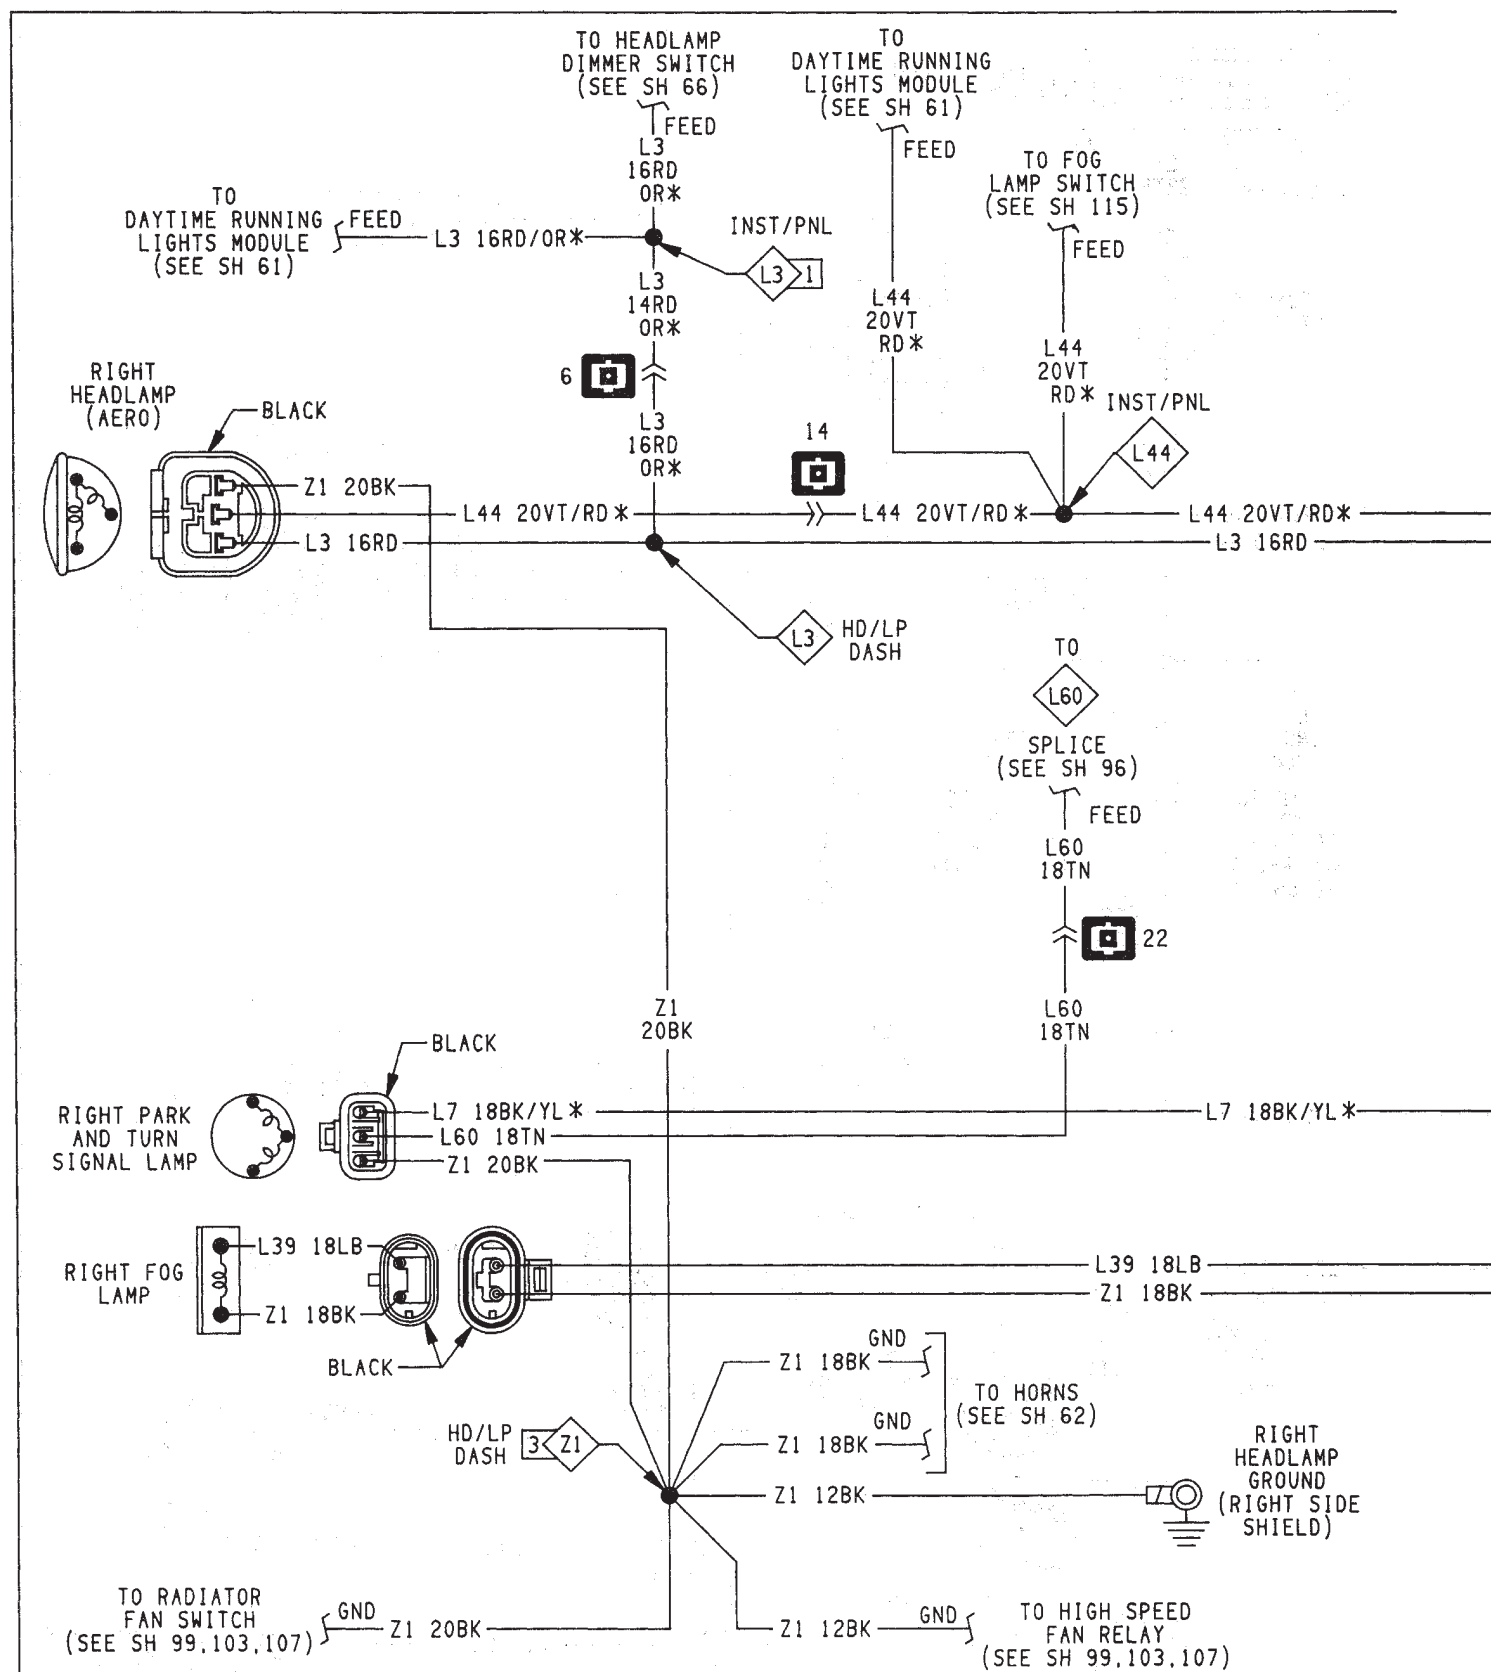 TO HEADLAMP
DIMMER SWITCH
(SEE SH 66)
FEED
L3
16RD
OR*
TO
DAYTIME RUNNING
LIGHTS MODULE
(SEE SH 61)
FEED
TO FOG
LAMP SWITCH
(SEE SH 115)
FEED
TO
DAYTIME RUNNING
LIGHTS MODULE
(SEE SH 61)
FEED
L3 16RD/OR*
INST/PNL
L3
1
L3
14RD
OR*
L44
20VT
RD*
L44
20VT
RD*
6
RIGHT
HEADLAMP
(AERO)
BLACK
L3
16RD
OR*
14
INST/PNL
L44
Z1 20BK
L44 20VT/RD*
L44 20VT/RD*
L44 20VT/RD*
L3 16RD
L3 16RD
L3
HD/LP
DASH
TO
L60
SPLICE
(SEE SH 96)
FEED
L60
18TN
22
Z1
20BK
L60
18TN
BLACK
RIGHT PARK
AND TURN
SIGNAL LAMP
L7 18BK/YL*
L7 18BK/YL*
L60 18TN
Z1 20BK
RIGHT FOG
LAMP
L39 18LB
Z1 18BK
L39 18LB
Z1 18BK
BLACK
GND
Z1 18BK
GND
Z1 18BK
TO HORNS
(SEE SH 62)
HD/LP
DASH
3
Z1
Z1 12BK
RIGHT
HEADLAMP
GROUND
(RIGHT SIDE
SHIELD)
TO RADIATOR
FAN SWITCH
(SEE SH 99,103,107)
GND
Z1 20BK
Z1 12BK
GND
TO HIGH SPEED
FAN RELAY
(SEE SH 99,103,107)